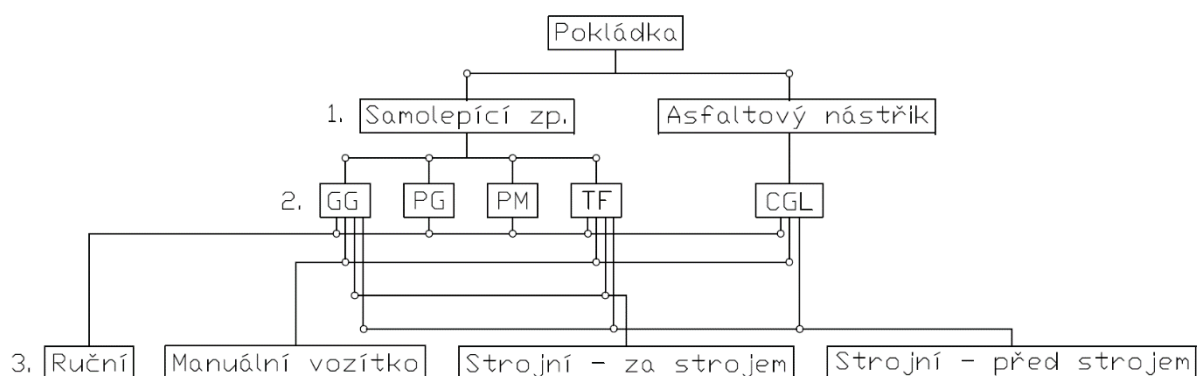 Pokládka
1. Samolepící zp. Asfaltový nástřik
2. GG PG PM TF CGL
3. Ruční Manuální vozítko Strojní - za strojem Strojní - před strojem